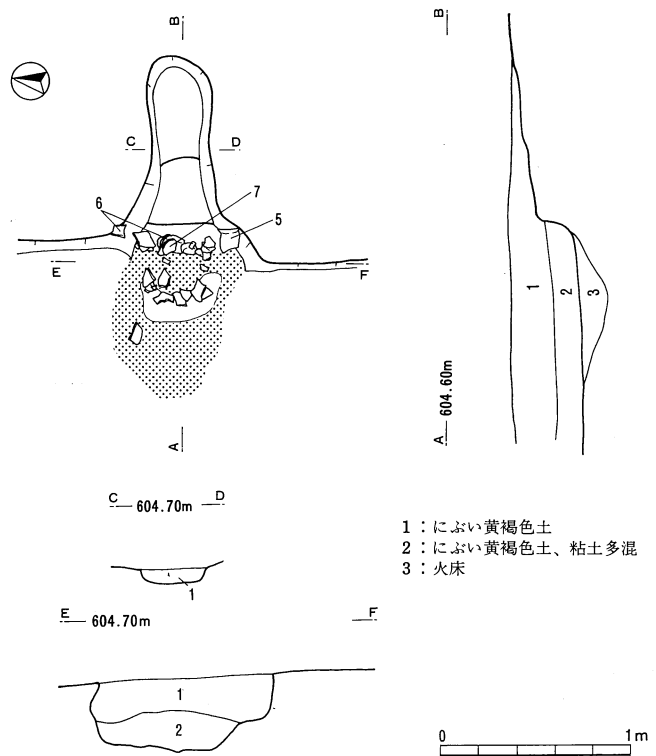 B
C
D
6
7
5
E
F
A
B
1
2
3
A
604.60m
C 604.70m D
1
E 604.70m F
1
2
1：にぶい黄褐色土
2：にぶい黄褐色土、粘土多混
3：火床
0 1m